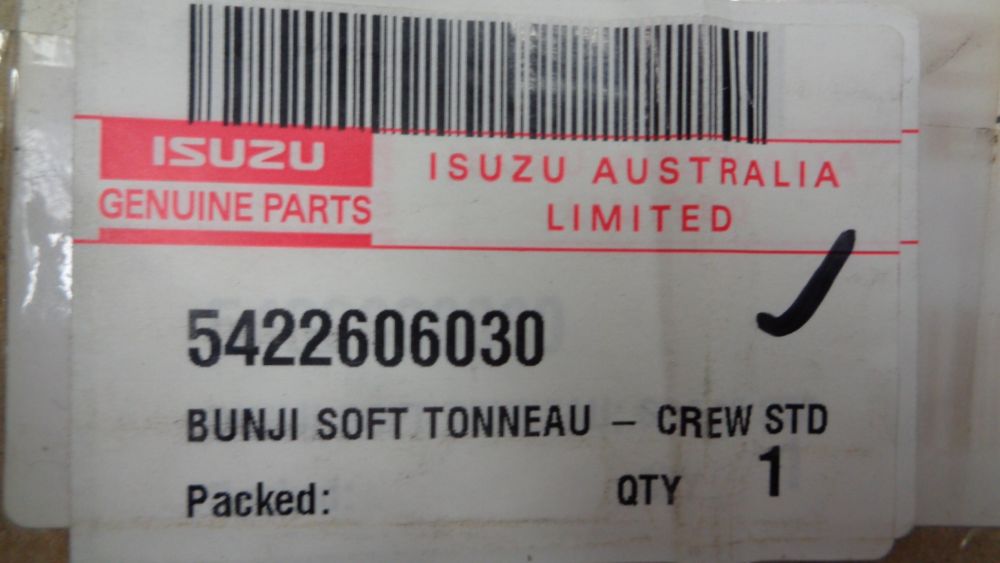 ISUZU
GENUINE PARTS
ISUZU AUSTRALIA
LIMITED
5422606030
BUNJI SOFT TONNEAU – CREW STD
Packed: QTY 1